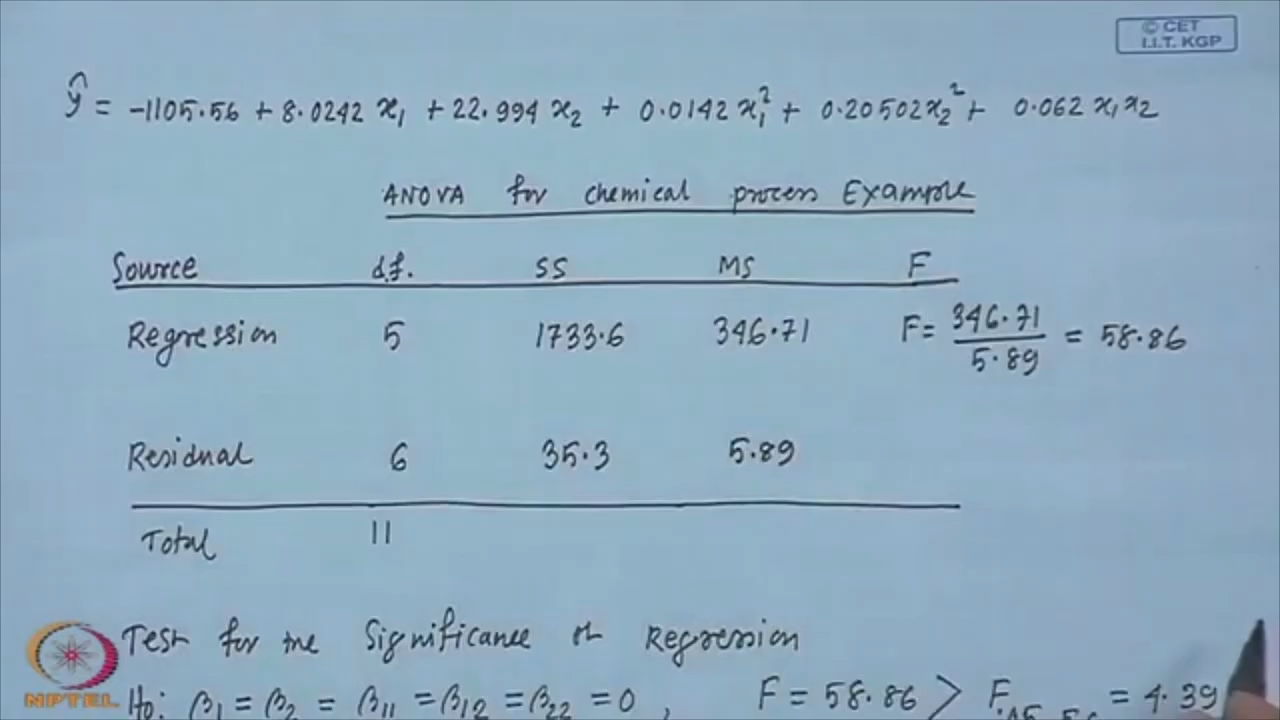 © CET
I.I.T. KGP
ŷ = -1105.56 + 8.0242 x₁ + 22.994 x₂ + 0.0142 x₁² + 0.20502 x₂² + 0.062 x₁x₂
ANOVA for chemical process Example
Source d.f. SS MS F
Regression 5 1733.6 346.71 F = 346.71 / 5.89 = 58.86
Residual 6 35.3 5.89
Total 11
Test for the Significance of Regression
H₀: β₁ = β₂ = β₁₁ = β₁₂ = β₂₂ = 0, F = 58.86 > F = 4.39
NPTEL